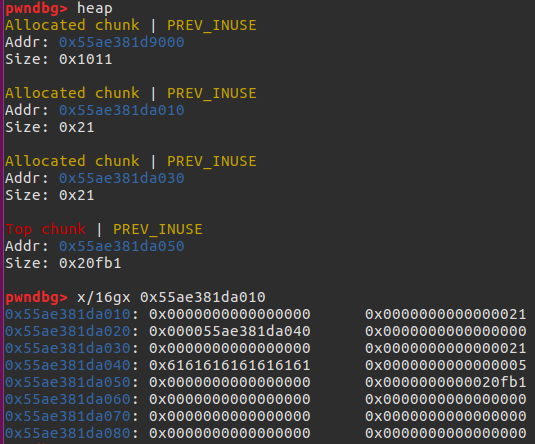 pwndbg> heap
Allocated chunk | PREV_INUSE
Addr: 0x55ae381d9000
Size: 0x1011
Allocated chunk | PREV_INUSE
Addr: 0x55ae381da010
Size: 0x21
Allocated chunk | PREV_INUSE
Addr: 0x55ae381da030
Size: 0x21
Top chunk | PREV_INUSE
Addr: 0x55ae381da050
Size: 0x20fb1
pwndbg> x/16gx 0x55ae381da010
0x55ae381da010: 0x0000000000000000 0x0000000000000021
0x55ae381da020: 0x000055ae381da040 0x0000000000000000
0x55ae381da030: 0x0000000000000000 0x0000000000000021
0x55ae381da040: 0x6161616161616161 0x0000000000000005
0x55ae381da050: 0x0000000000000000 0x0000000000020fb1
0x55ae381da060: 0x0000000000000000 0x0000000000000000
0x55ae381da070: 0x0000000000000000 0x0000000000000000
0x55ae381da080: 0x0000000000000000 0x0000000000000000